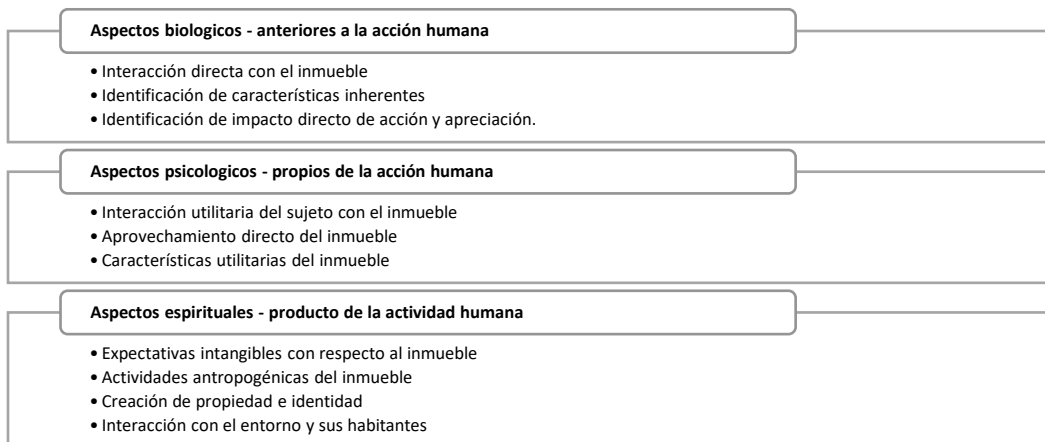 Aspectos biologicos - anteriores a la acción humana
• Interacción directa con el inmueble
• Identificación de características inherentes
• Identificación de impacto directo de acción y apreciación.
Aspectos psicologicos - propios de la acción humana
• Interacción utilitaria del sujeto con el inmueble
• Aprovechamiento directo del inmueble
• Características utilitarias del inmueble
Aspectos espirituales - producto de la actividad humana
• Expectativas intangibles con respecto al inmueble
• Actividades antropogénicas del inmueble
• Creación de propiedad e identidad
• Interacción con el entorno y sus habitantes